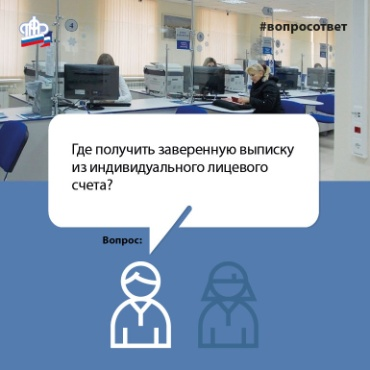 #вопросответ
Где получить заверенную выписку
из индивидуального лицевого
счета?
Вопрос: